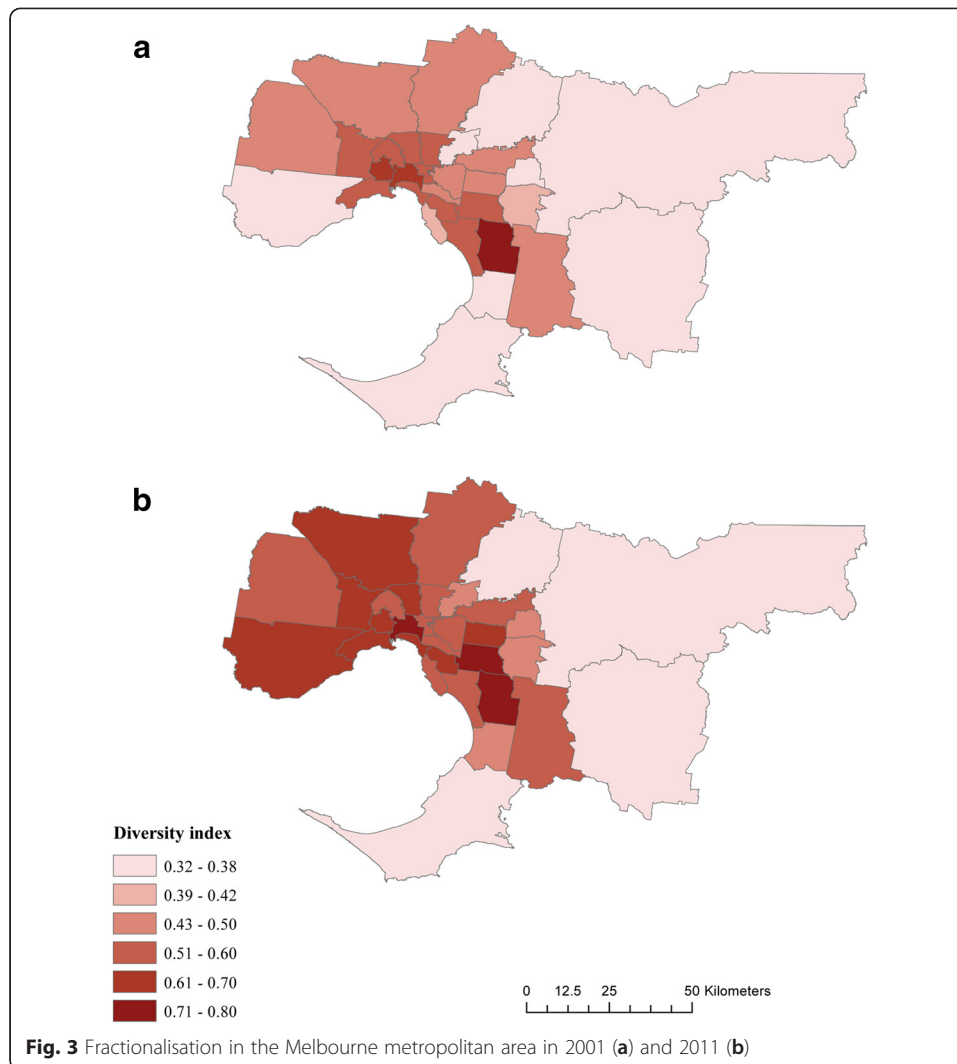 a
b
Diversity index
0.32 - 0.38
0.39 - 0.42
0.43 - 0.50
0.51 - 0.60
0.61 - 0.70
0.71 - 0.80
0 12.5 25 50 Kilometers
Fig. 3 Fractionalisation in the Melbourne metropolitan area in 2001 (a) and 2011 (b)